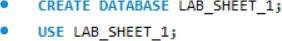 CREATE DATABASE LAB_SHEET_1;
USE LAB_SHEET_1;